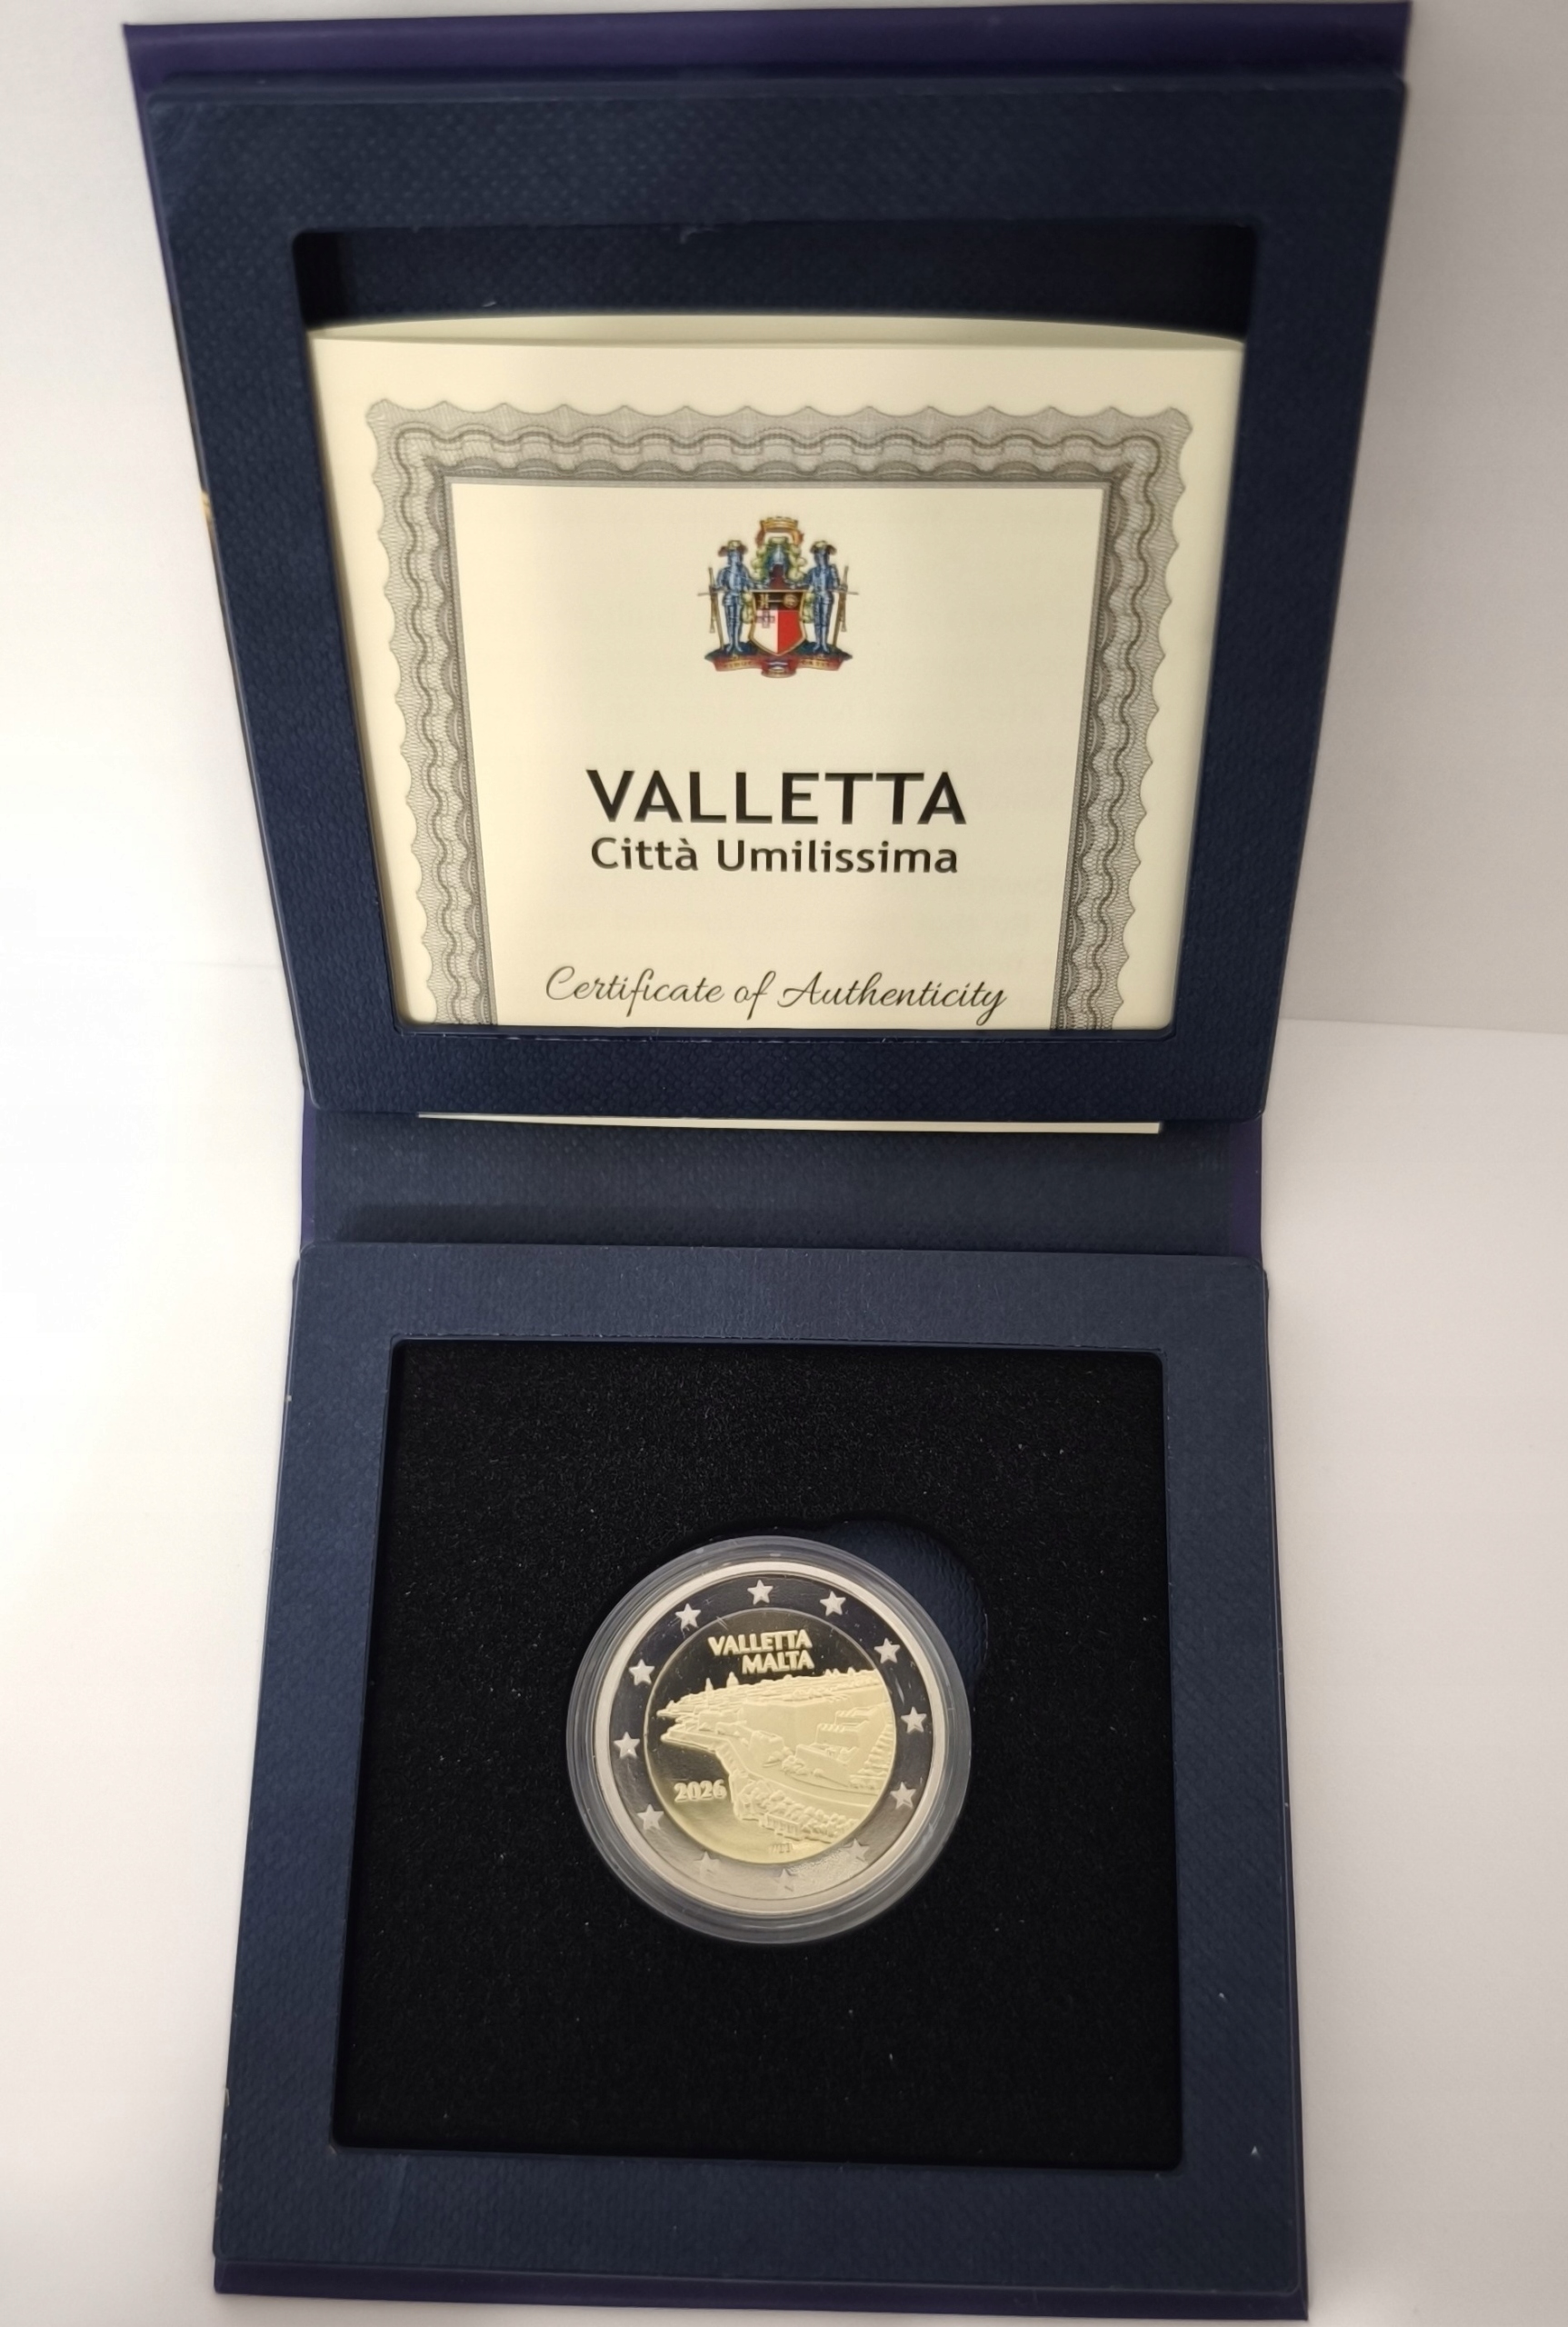 VALLETTA
Città Umilissima
Certificate of Authenticity
VALLETTA
MALTA
2026